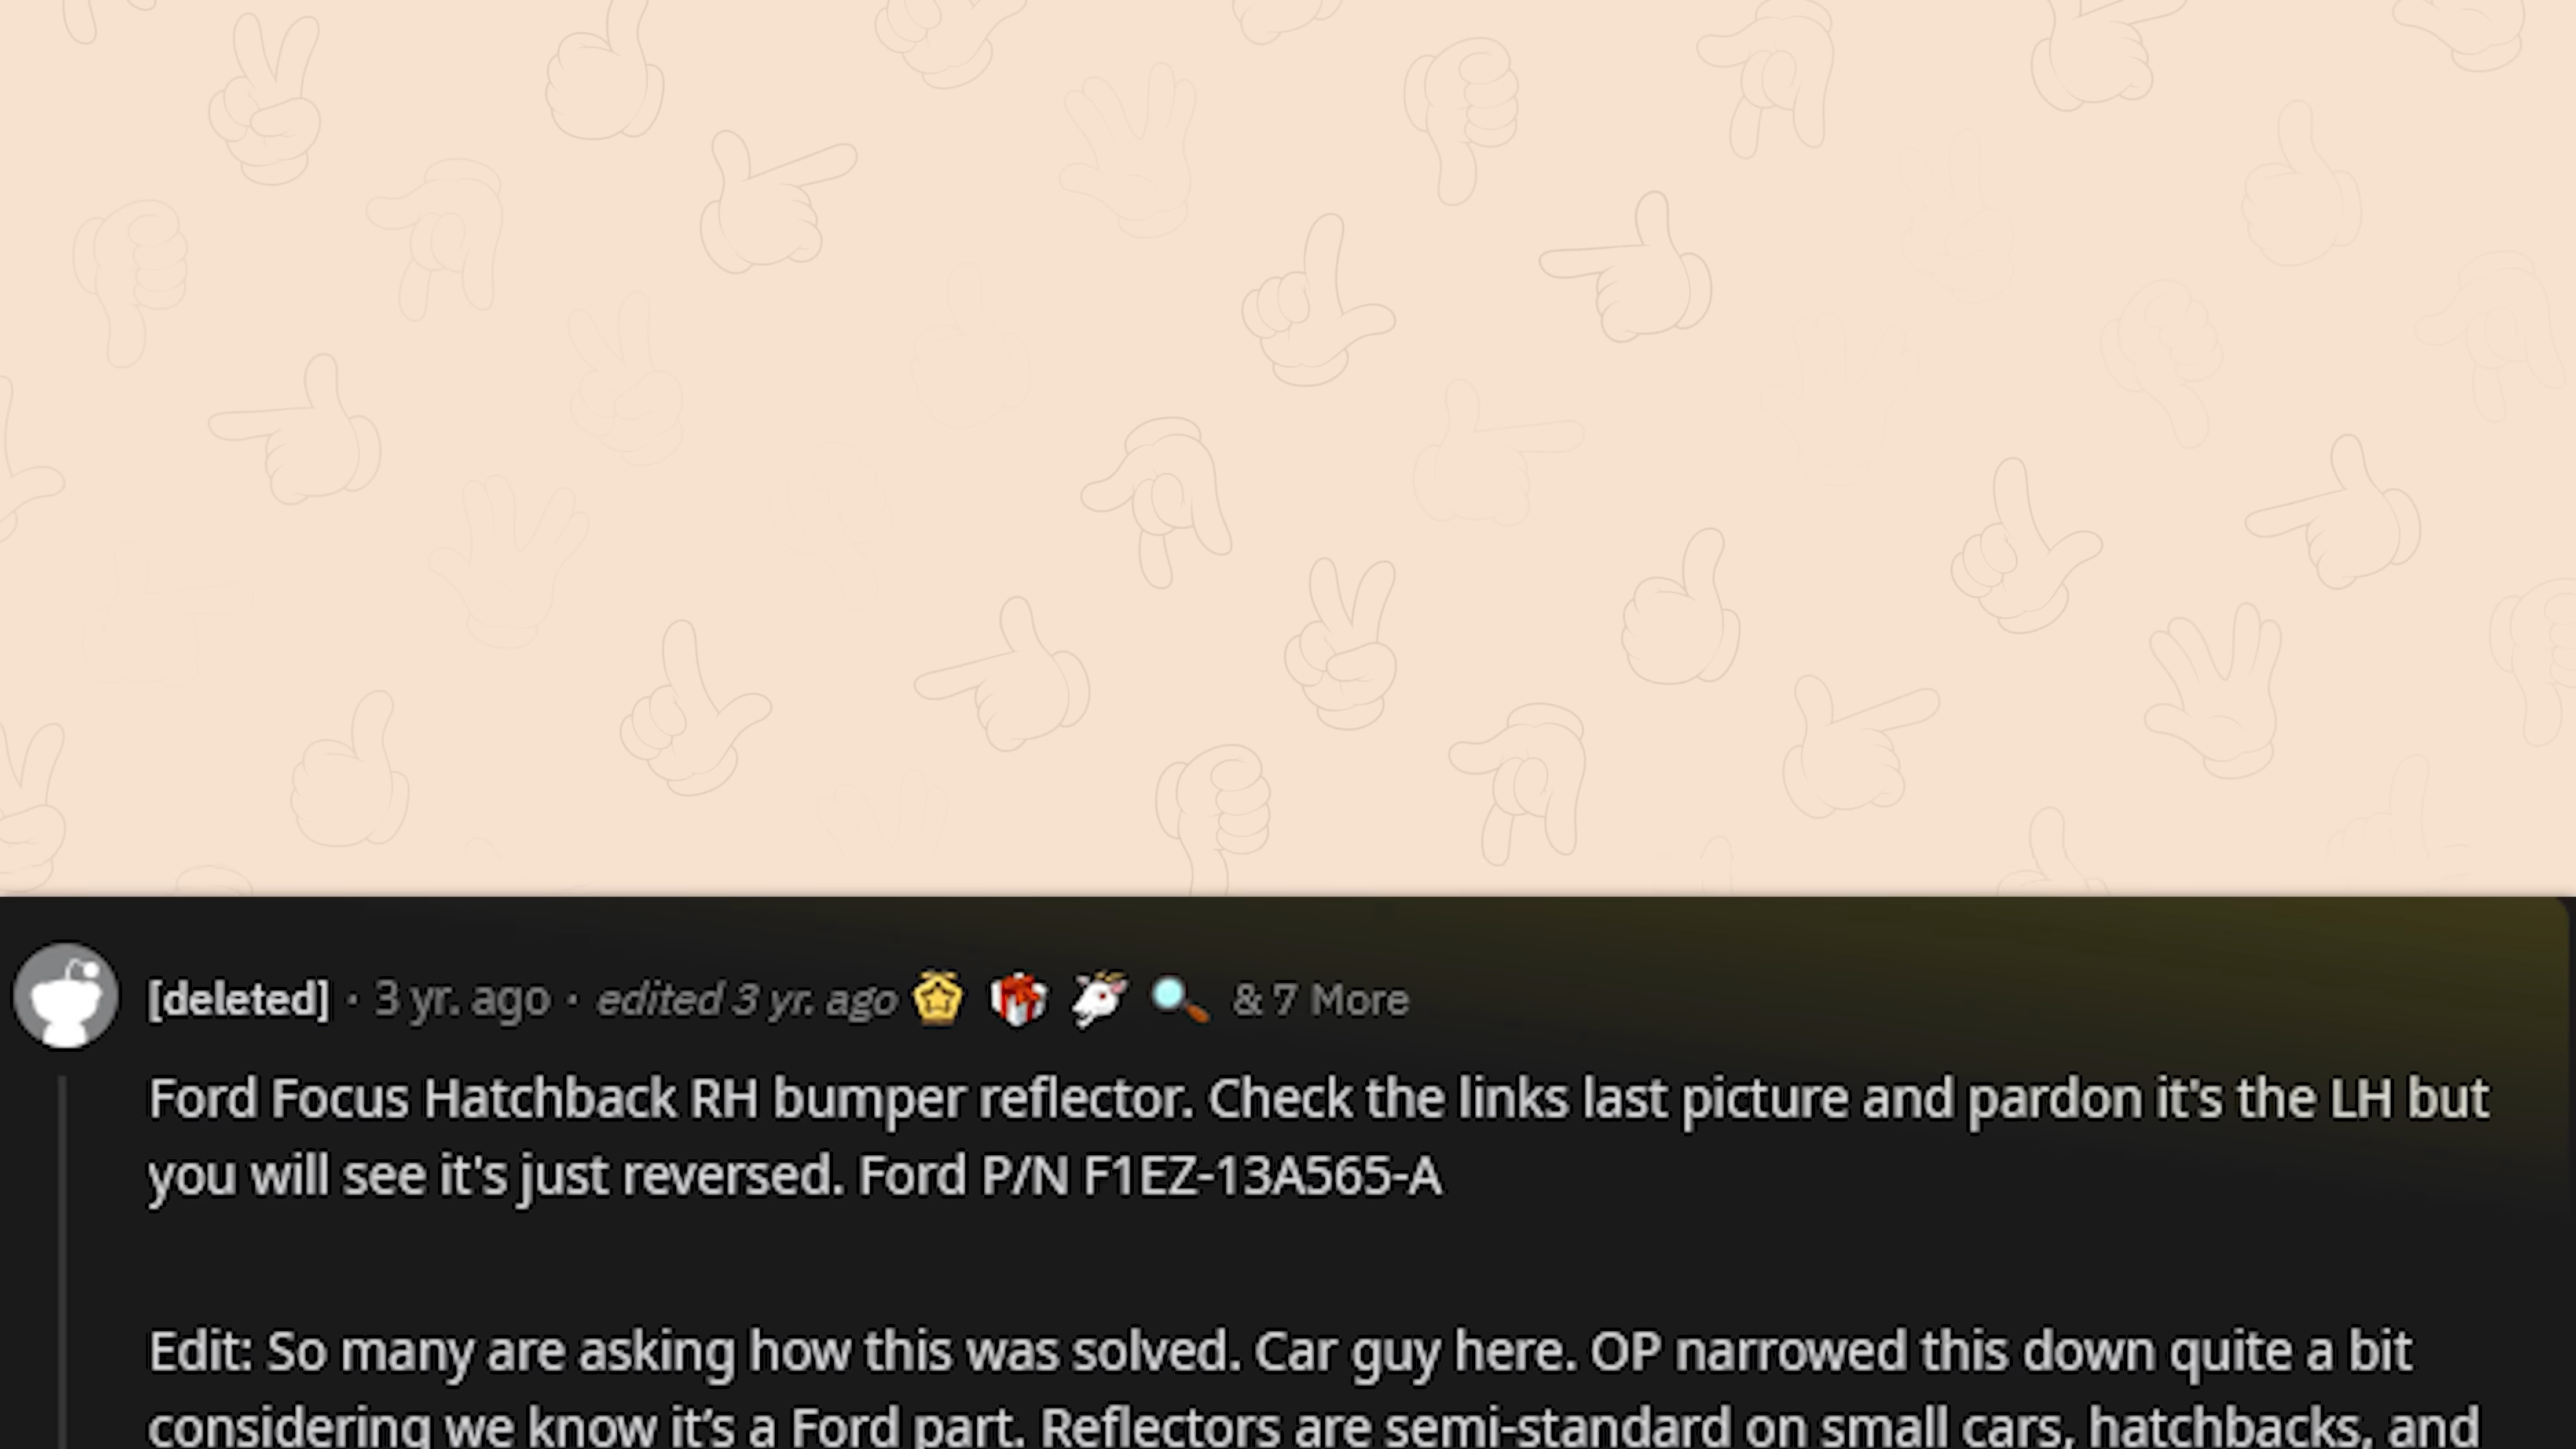 [deleted] · 3 yr. ago · edited 3 yr. ago & 7 More
Ford Focus Hatchback RH bumper reflector. Check the links last picture and pardon it's the LH but
you will see it's just reversed. Ford P/N F1EZ-13A565-A
Edit: So many are asking how this was solved. Car guy here. OP narrowed this down quite a bit
considering we know it’s a Ford part. Reflectors are semi-standard on small cars, hatchbacks, and